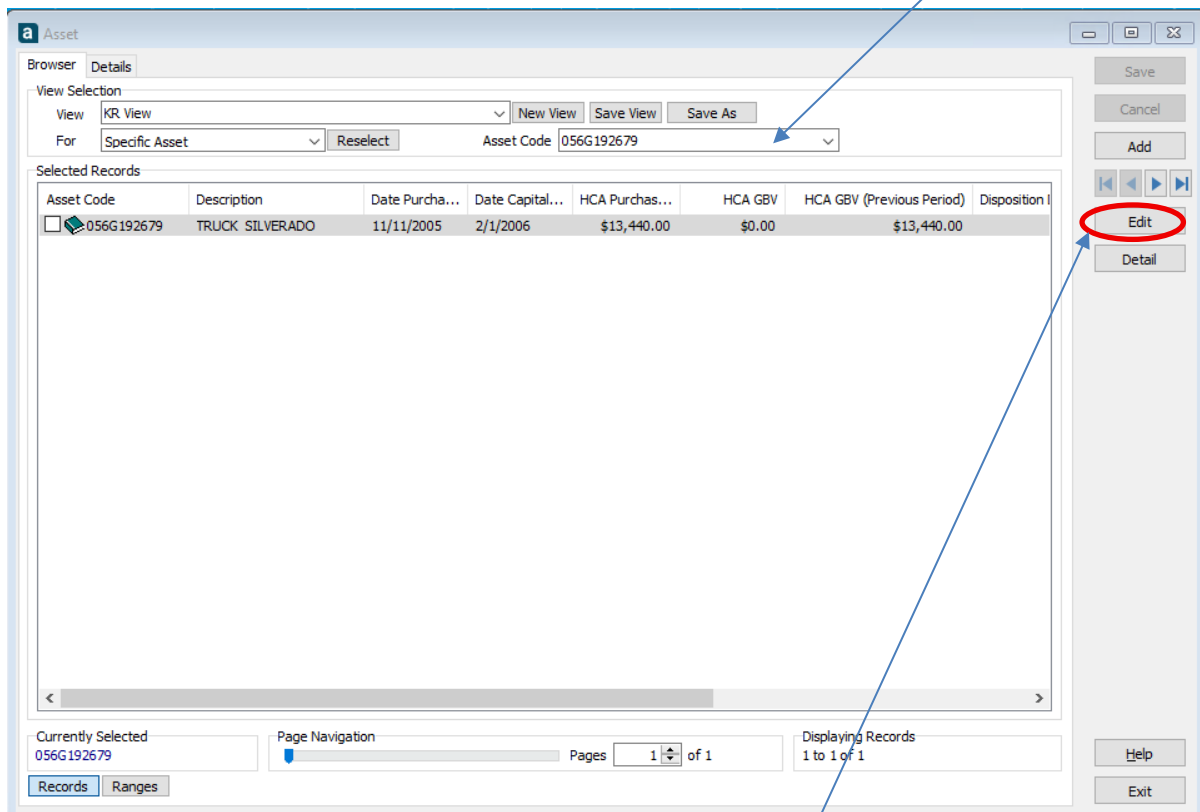 a Asset
Browser Details
View Selection
View KR View New View Save View Save As
For Specific Asset Reselect Asset Code 056G192679
Selected Records
Asset Code Description Date Purcha... Date Capital... HCA Purchas... HCA GBV HCA GBV (Previous Period) Disposition
056G192679 TRUCK SILVERADO 11/11/2005 2/1/2006 $13,440.00 $0.00 $13,440.00
Save
Cancel
Add
Edit
Detail
Currently Selected Page Navigation Displaying Records
056G192679 Pages 1 of 1 1 to 1 of 1
Records Ranges
Help
Exit